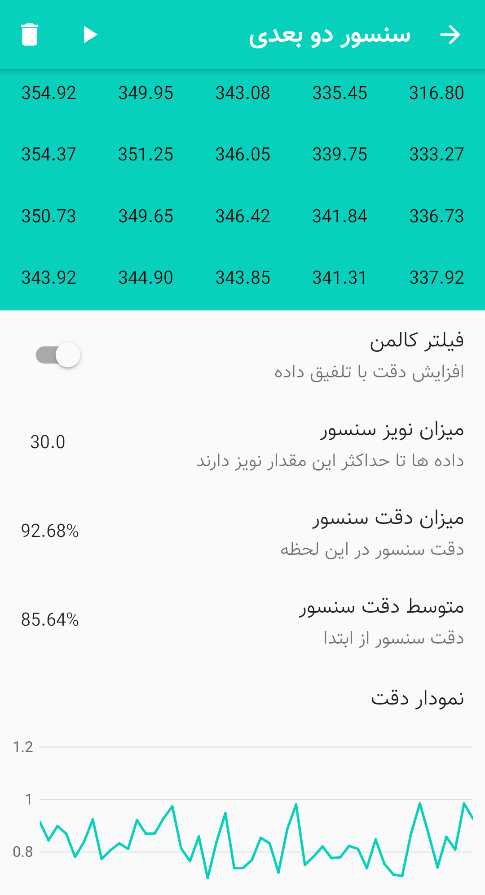 سنسور دو بعدی
354.92 349.95 343.08 335.45 316.80
354.37 351.25 346.05 339.75 333.27
350.73 349.65 346.42 341.84 336.73
343.92 344.90 343.85 341.31 337.92
فیلتر کالمن
افزایش دقت با تلفیق داده
میزان نویز سنسور
30.0
داده ها تا حداکثر این مقدار نویز دارند
میزان دقت سنسور
92.68%
دقت سنسور در این لحظه
متوسط دقت سنسور
85.64%
دقت سنسور از ابتدا
نمودار دقت
1.2
1
0.8